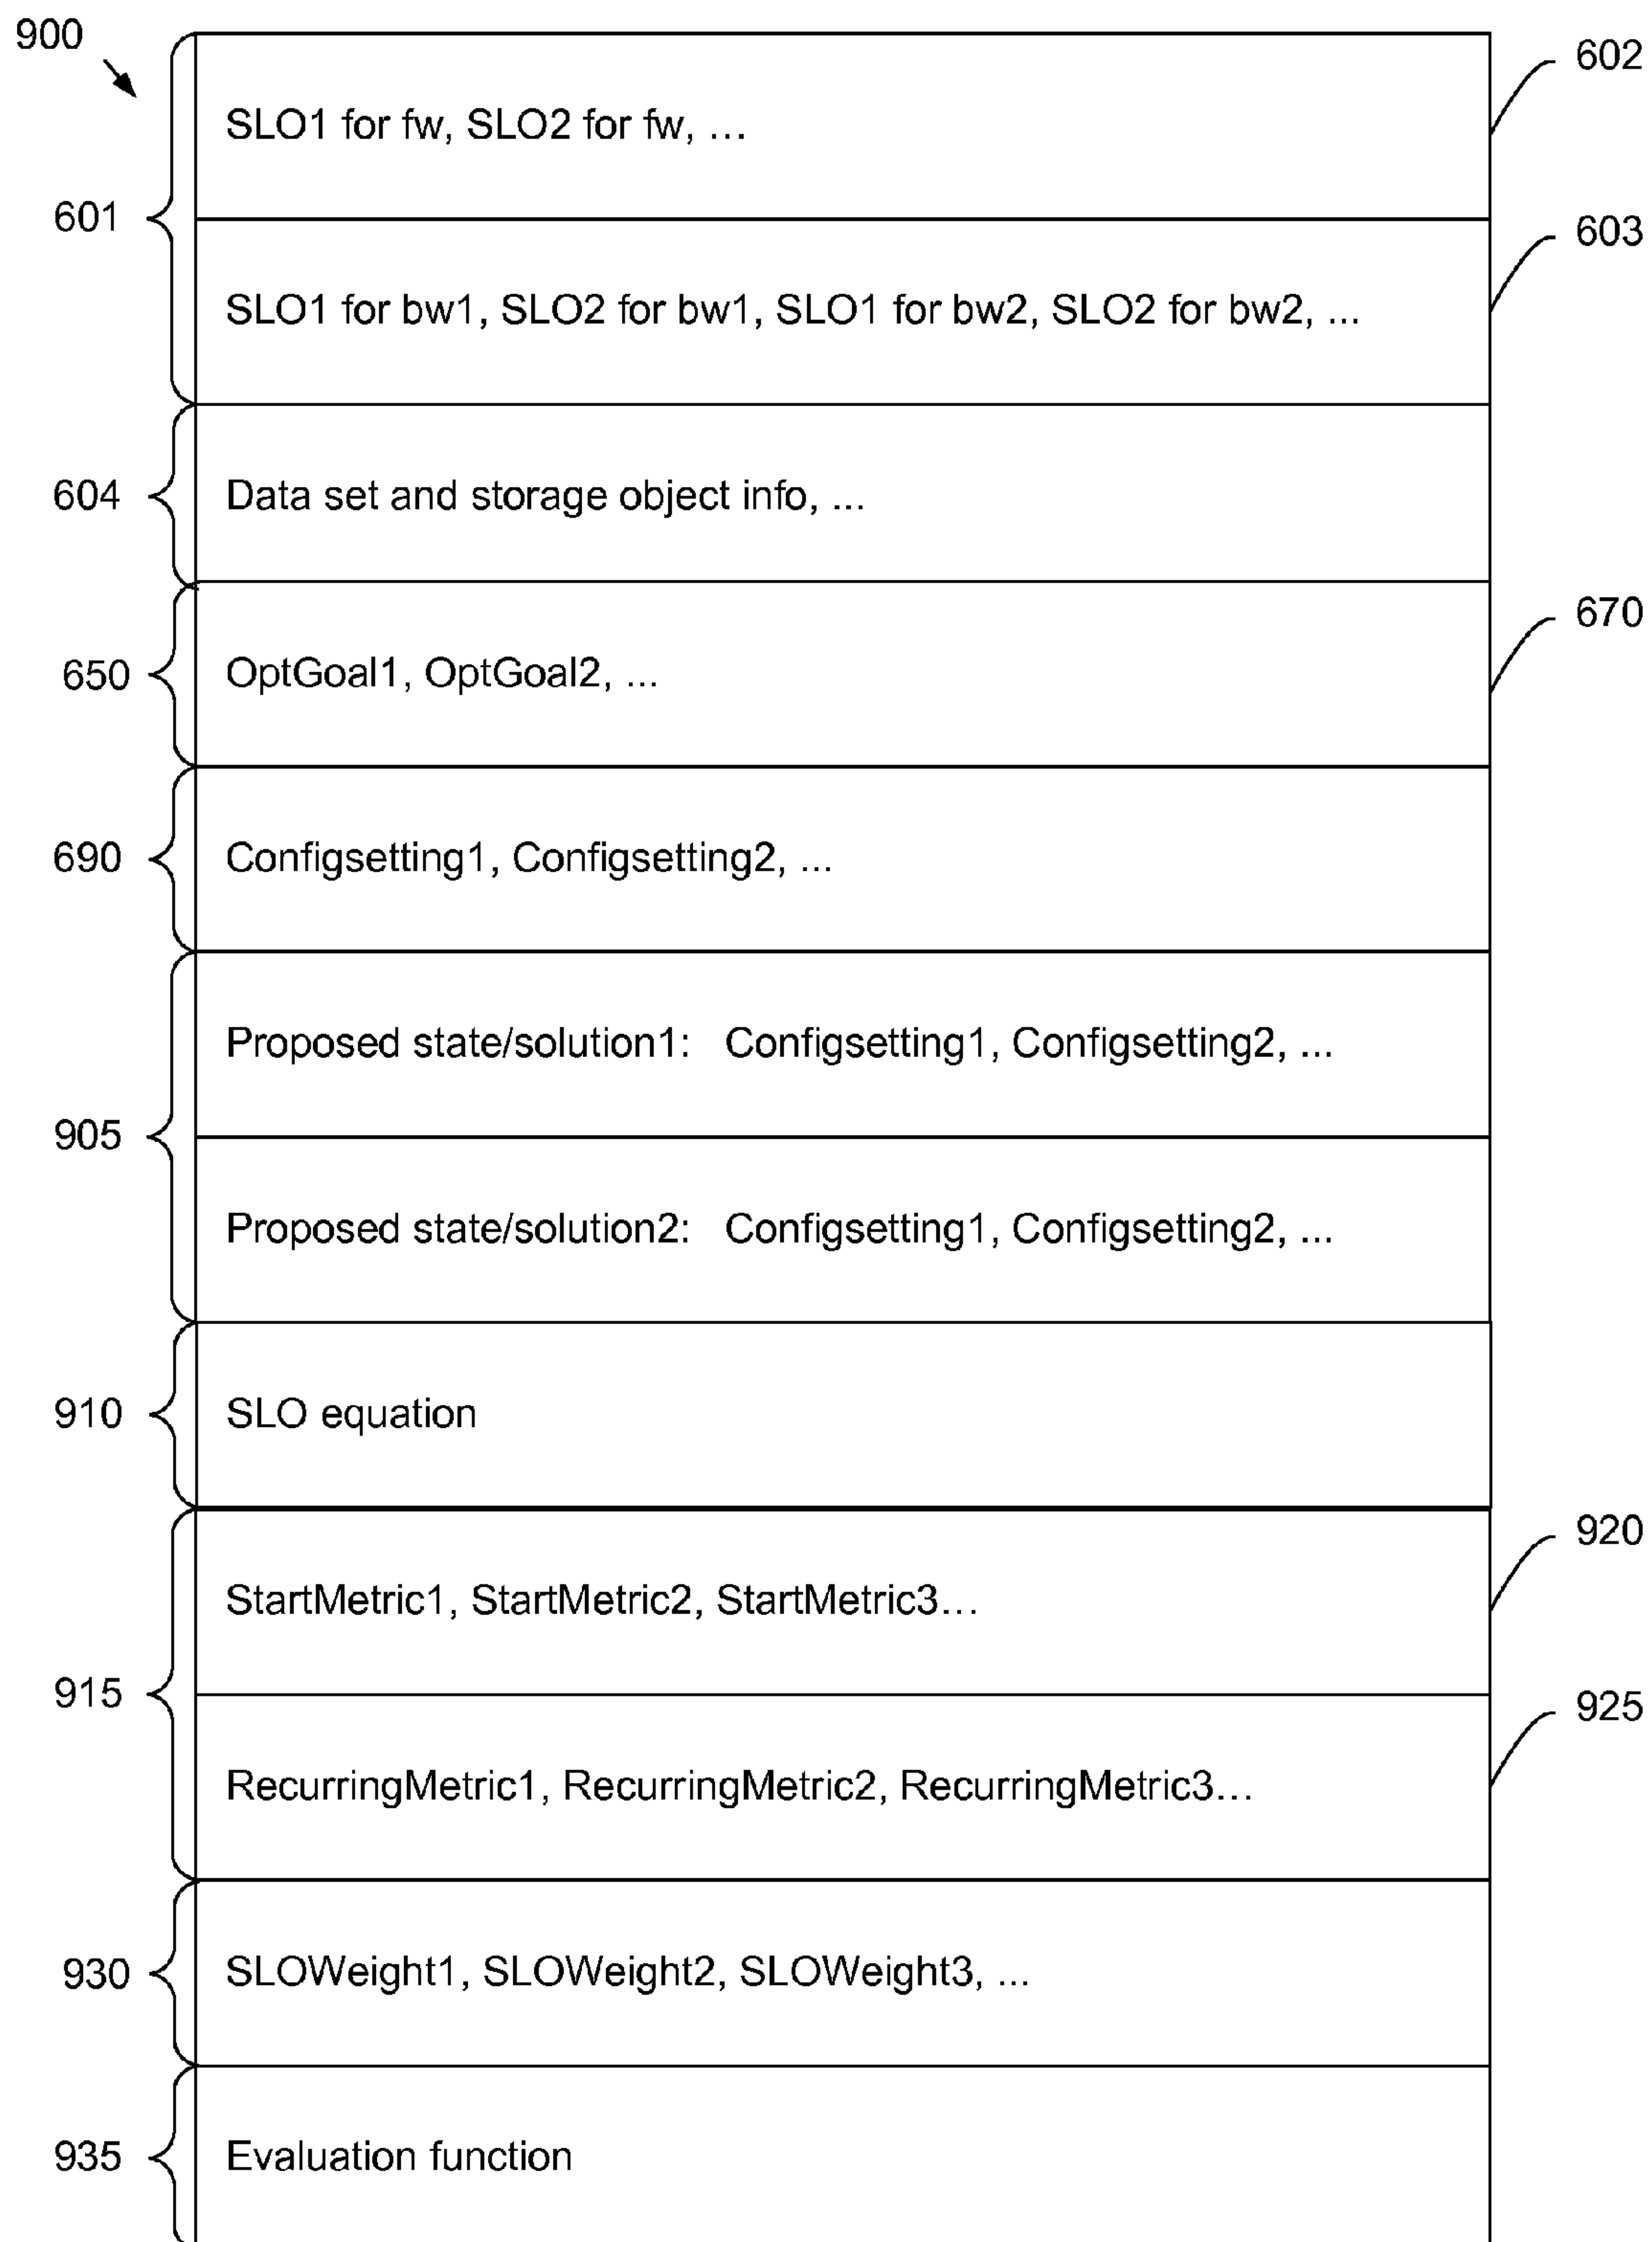 900
602
SLO1 for fw, SLO2 for fw, ...
601
603
SLO1 for bw1, SLO2 for bw1, SLO1 for bw2, SLO2 for bw2, ...
604
Data set and storage object info, ...
670
650
OptGoal1, OptGoal2, ...
690
Configsetting1, Configsetting2, ...
Proposed state/solution1: Configsetting1, Configsetting2, ...
905
Proposed state/solution2: Configsetting1, Configsetting2, ...
910
SLO equation
920
StartMetric1, StartMetric2, StartMetric3...
915
925
RecurringMetric1, RecurringMetric2, RecurringMetric3...
930
SLOWeight1, SLOWeight2, SLOWeight3, ...
935
Evaluation function